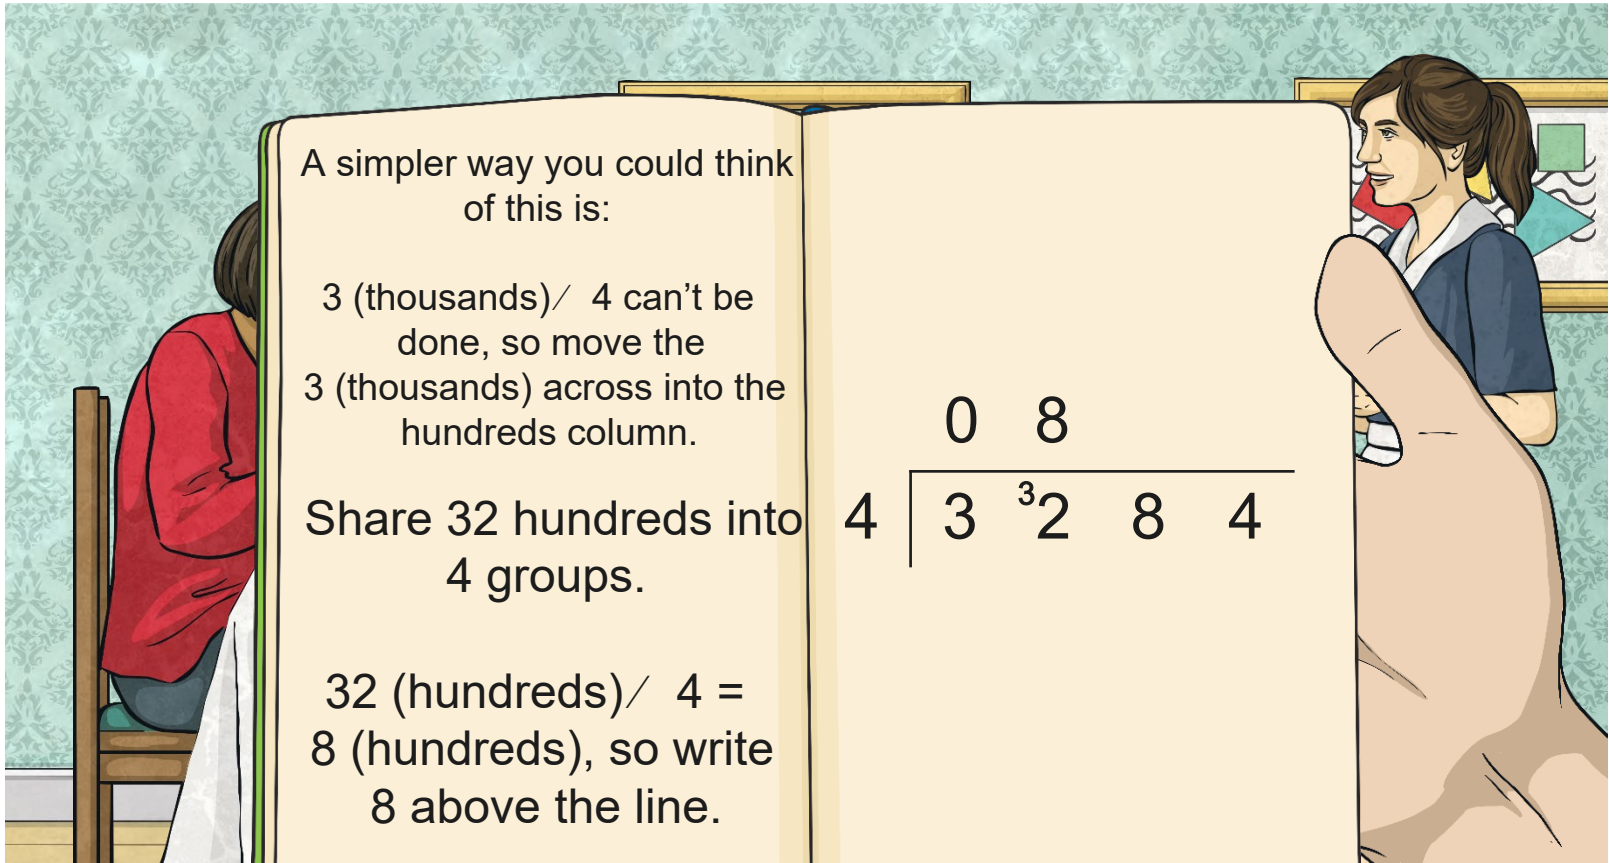 A simpler way you could think
of this is:
3 (thousands)∕ 4 can’t be
done, so move the
3 (thousands) across into the
hundreds column.
Share 32 hundreds into
4 groups.
32 (hundreds)∕ 4 =
8 (hundreds), so write
8 above the line.
0 8
4 3 ³2 8 4